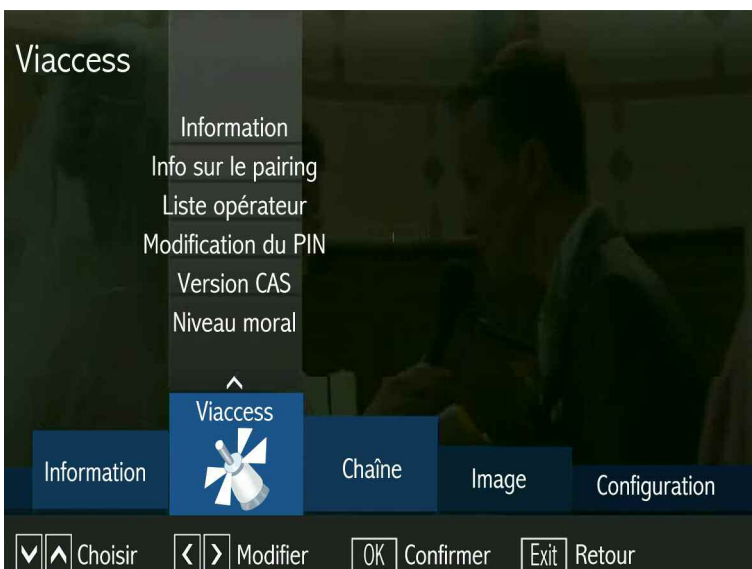 Viaccess
Information
Info sur le pairing
Liste opérateur
Modification du PIN
Version CAS
Niveau moral
Viaccess
Information
Chaîne
Image
Configuration
Choisir
Modifier
OK Confirmer
Exit Retour